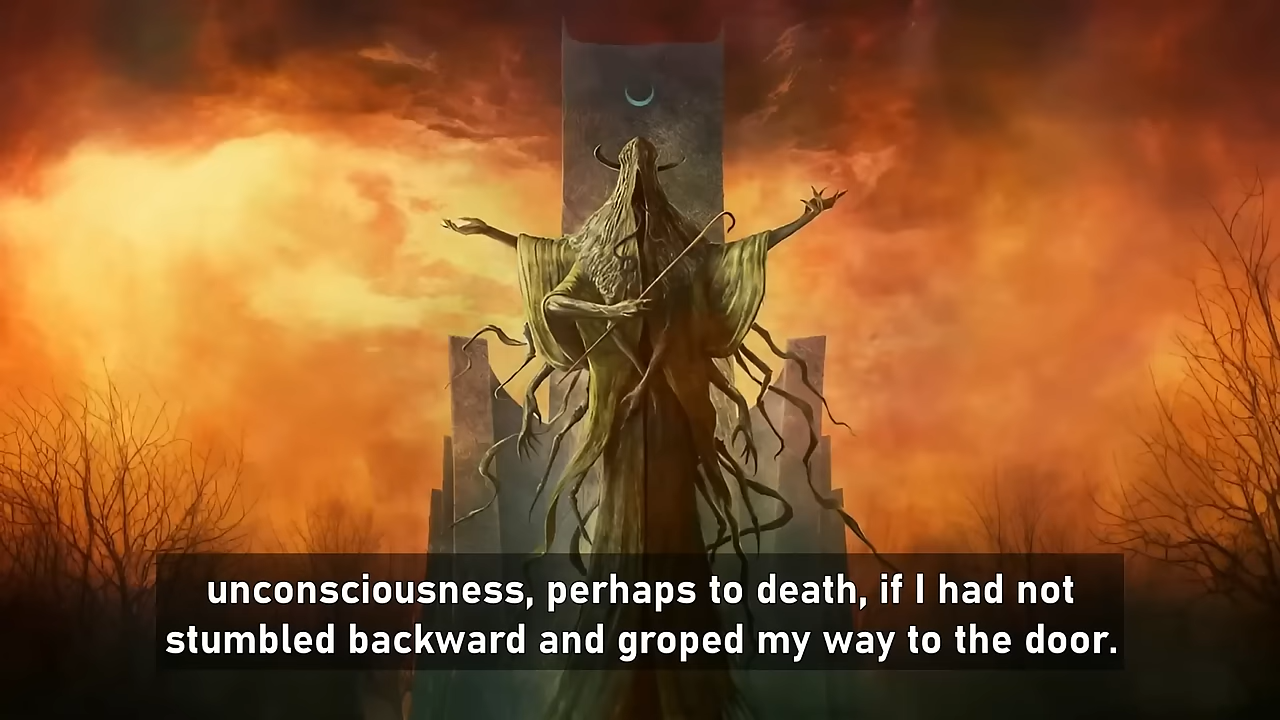 unconsciousness, perhaps to death, if I had not
stumbled backward and groped my way to the door.